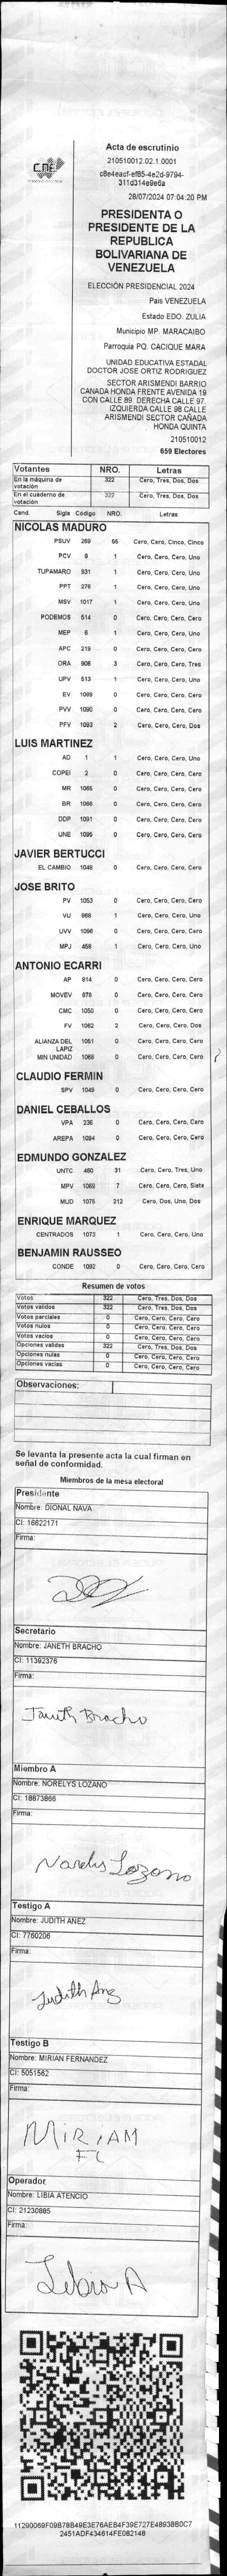 CNE
Acta de escrutinio
210510012.02.1.0001
c8e4eacf-ef85-4e2d-9794-
311d314e9e6a
28/07/2024 07:04:20 PM
PRESIDENTA O
PRESIDENTE DE LA
REPUBLICA
BOLIVARIANA DE
VENEZUELA
ELECCIÓN PRESIDENCIAL 2024
Pais VENEZUELA
Estado EDO. ZULIA
Municipio MP. MARACAIBO
Parroquia PQ. CACIQUE MARA
UNIDAD EDUCATIVA ESTADAL
DOCTOR JOSE ORTIZ RODRIGUEZ
SECTOR ARISMENDI BARRIO
CANADA HONDA FRENTE AVENIDA 19
CON CALLE 89. DERECHA CALLE 97.
IZQUIERDA CALLE 98 CALLE
ARISMENDI SECTOR CAÑADA
HONDA QUINTA
210510012
659 Electores
Votantes NRO. Letras
En la máquina de votación 322 Cero, Tres, Dos, Dos
En el cuaderno de votación 322 Cero, Tres, Dos, Dos
Cand. Sigla Código NRO. Letras
NICOLAS MADURO
PSUV 269 55 Cero, Cero, Cinco, Cinco
PCV 9 1 Cero, Cero, Cero, Uno
TUPAMARO 931 1 Cero, Cero, Cero, Uno
PPT 276 1 Cero, Cero, Cero, Uno
MSV 1017 1 Cero, Cero, Cero, Uno
PODEMOS 514 0 Cero, Cero, Cero, Cero
MEP 6 1 Cero, Cero, Cero, Uno
APC 219 0 Cero, Cero, Cero, Cero
ORA 906 3 Cero, Cero, Cero, Tres
UPV 513 1 Cero, Cero, Cero, Uno
EV 1089 0 Cero, Cero, Cero, Cero
PVV 1090 0 Cero, Cero, Cero, Cero
PFV 1093 2 Cero, Cero, Cero, Dos
LUIS MARTINEZ
AD 1 1 Cero, Cero, Cero, Uno
COPEI 2 0 Cero, Cero, Cero, Cero
MR 1065 0 Cero, Cero, Cero, Cero
BR 1066 0 Cero, Cero, Cero, Cero
DDP 1091 0 Cero, Cero, Cero, Cero
UNE 1095 0 Cero, Cero, Cero, Cero
JAVIER BERTUCCI
EL CAMBIO 1048 0 Cero, Cero, Cero, Cero
JOSE BRITO
PV 1053 0 Cero, Cero, Cero, Cero
VU 868 1 Cero, Cero, Cero, Uno
UVV 1096 0 Cero, Cero, Cero, Cero
MPJ 458 1 Cero, Cero, Cero, Uno
ANTONIO ECARRI
AP 814 0 Cero, Cero, Cero, Cero
MOVEV 878 0 Cero, Cero, Cero, Cero
CMC 1050 0 Cero, Cero, Cero, Cero
FV 1062 2 Cero, Cero, Cero, Dos
ALIANZA DEL LAPIZ 1051 0 Cero, Cero, Cero, Cero
MIN UNIDAD 1068 0 Cero, Cero, Cero, Cero
CLAUDIO FERMIN
SPV 1049 0 Cero, Cero, Cero, Cero
DANIEL CEBALLOS
VPA 236 0 Cero, Cero, Cero, Cero
AREPA 1094 0 Cero, Cero, Cero, Cero
EDMUNDO GONZALEZ
UNTC 460 31 Cero, Cero, Tres, Uno
MPV 1069 7 Cero, Cero, Cero, Siete
MUD 1075 212 Cero, Dos, Uno, Dos
ENRIQUE MARQUEZ
CENTRADOS 1073 1 Cero, Cero, Cero, Uno
BENJAMIN RAUSSEO
CONDE 1092 0 Cero, Cero, Cero, Cero
Resumen de votos
Votos 322 Cero, Tres, Dos, Dos
Votos validos 322 Cero, Tres, Dos, Dos
Votos parciales 0 Cero, Cero, Cero, Cero
Votos nulos 0 Cero, Cero, Cero, Cero
Votos vacios 0 Cero, Cero, Cero, Cero
Opciones validas 322 Cero, Tres, Dos, Dos
Opciones nulas 0 Cero, Cero, Cero, Cero
Opciones vacias 0 Cero, Cero, Cero, Cero
Observaciones:
Se levanta la presente acta la cual firman en
señal de conformidad.
Miembros de la mesa electoral
Presidente
Nombre: DIONAL NAVA
CI: 16622171
Firma:
Secretario
Nombre: JANETH BRACHO
CI: 11392376
Firma:
Janeth Bracho
Miembro A
Nombre: NORELYS LOZANO
CI: 18873866
Firma:
Norelys Lozano
Testigo A
Nombre: JUDITH AÑEZ
CI: 7760206
Firma:
Judith Anz
Testigo B
Nombre: MIRIAN FERNANDEZ
CI: 5051562
Firma:
MIRIAM
Operador
Nombre: LIBIA ATENCIO
CI: 21230885
Firma:
Libia A
11290069F09B78B49E3E76AEB4F39E727E48938B0C7
2451ADF434614FE082148